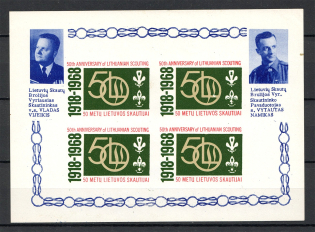 50th ANNIVERSARY of LITHUANIAN SCOUTING
1918-1968
50
50 METŲ LIETUVOS SKAUTIJAI
50th ANNIVERSARY of LITHUANIAN SCOUTING
1918-1968
50
50 METŲ LIETUVOS SKAUTIJAI
50th ANNIVERSARY of LITHUANIAN SCOUTING
1918-1968
50
50 METŲ LIETUVOS SKAUTIJAI
50th ANNIVERSARY of LITHUANIAN SCOUTING
1918-1968
50
50 METŲ LIETUVOS SKAUTIJAI
Lietuvių Skautų
Brolijos
Vyriausias
Skautininkas
v.s. VLADAS
VIJEIKIS
Lietuvių Skautų
Brolijos Vyr.
Skautininko
Pavaduotojas
s. VYTAUTAS
NAMIKAS